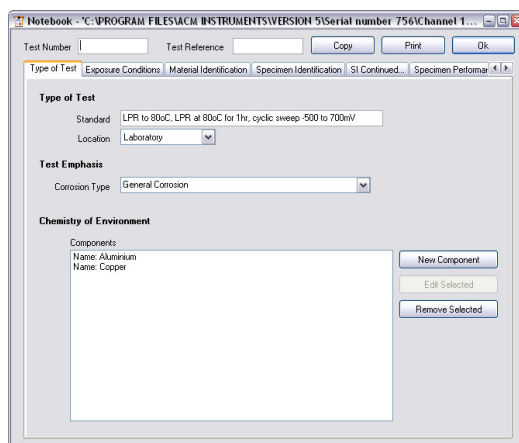 Notebook - 'C:\PROGRAM FILES\ACM INSTRUMENTS\VERSION 5\Serial number 756\Channel 1...
Test Number Test Reference Copy Print Ok
Type of Test Exposure Conditions Material Identification Specimen Identification SI Continued... Specimen Performar
Type of Test
Standard LPR to 80oC, LPR at 80oC for 1hr, cyclic sweep -500 to 700mV
Location Laboratory
Test Emphasis
Corrosion Type General Corrosion
Chemistry of Environment
Components
Name: Aluminium
Name: Copper
New Component
Edit Selected
Remove Selected